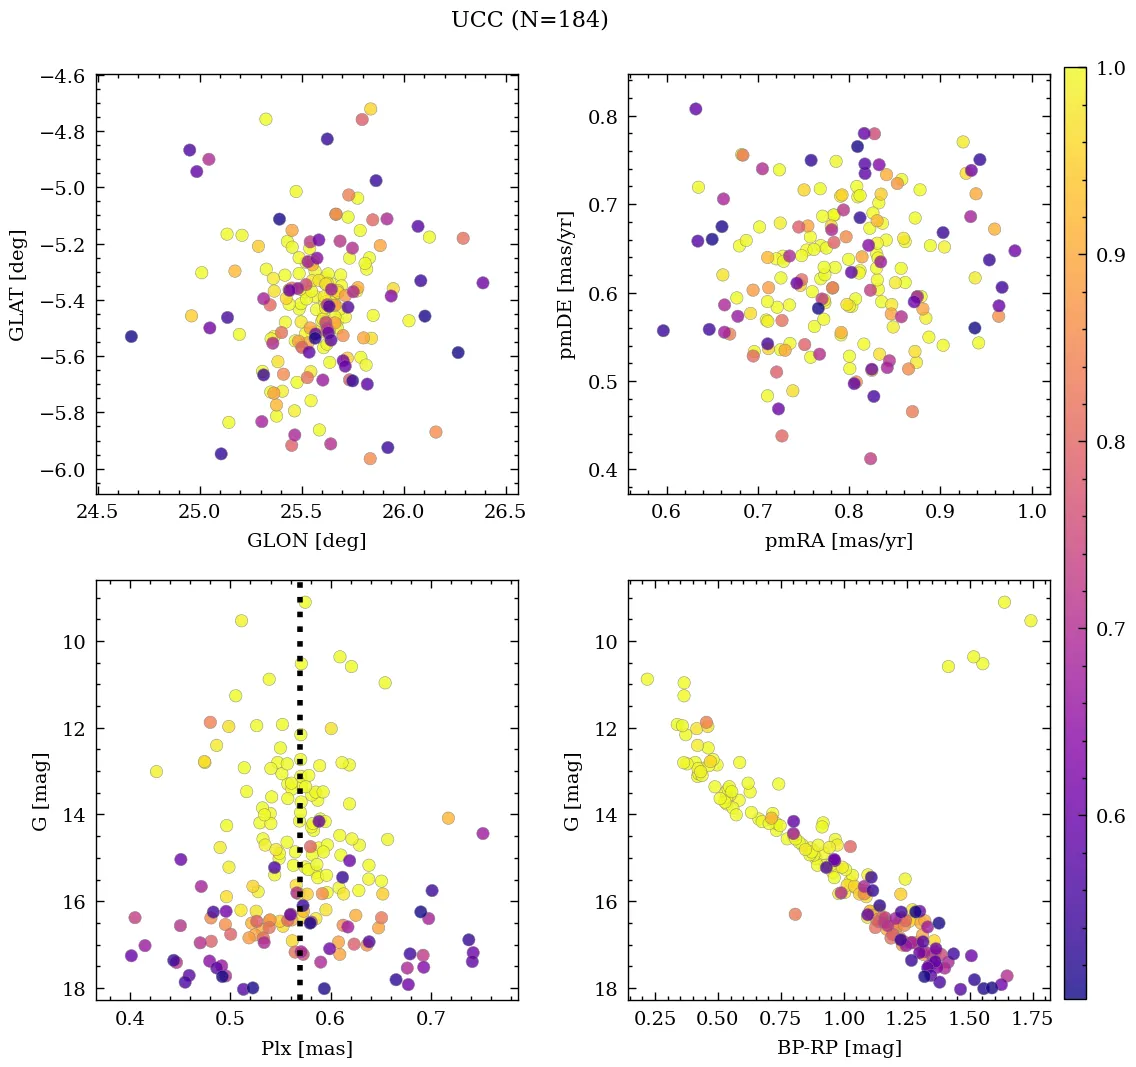 UCC (N=184)
−4.6
−4.8
−5.0
−5.2
−5.4
−5.6
−5.8
−6.0
GLAT [deg]
24.5 25.0 25.5 26.0 26.5
GLON [deg]
0.8
0.7
0.6
0.5
0.4
pmDE [mas/yr]
0.6 0.7 0.8 0.9 1.0
pmRA [mas/yr]
1.0
0.9
0.8
0.7
0.6
10
12
14
16
18
G [mag]
0.4 0.5 0.6 0.7
Plx [mas]
10
12
14
16
18
G [mag]
0.25 0.50 0.75 1.00 1.25 1.50 1.75
BP-RP [mag]